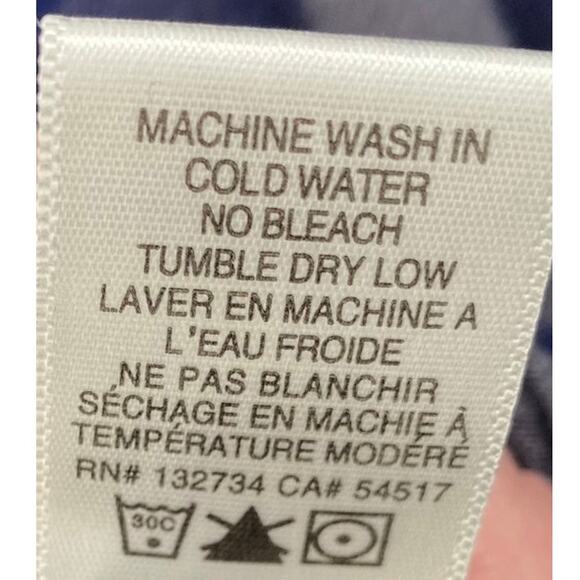 MACHINE WASH IN
COLD WATER
NO BLEACH
TUMBLE DRY LOW
LAVER EN MACHINE A
L'EAU FROIDE
NE PAS BLANCHIR
SÉCHAGE EN MACHIE À
TEMPÉRATURE MODÉRÉ
RN# 132734 CA# 54517
30C